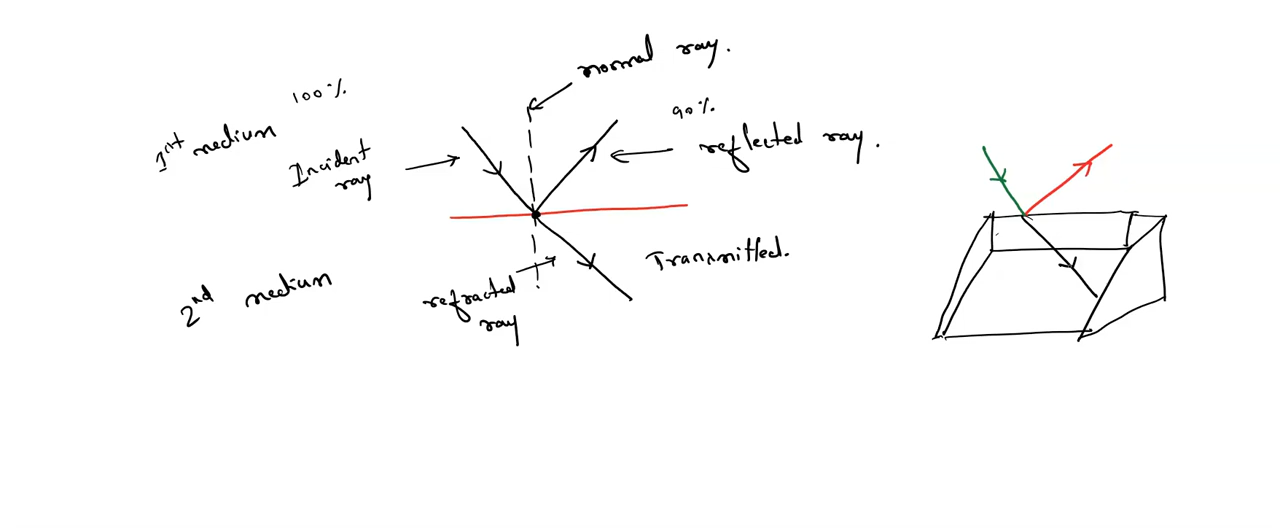 normal ray.
100%
90%
1st medium
reflected ray.
Incident
ray
Transmitted.
2nd medium
refracted
ray